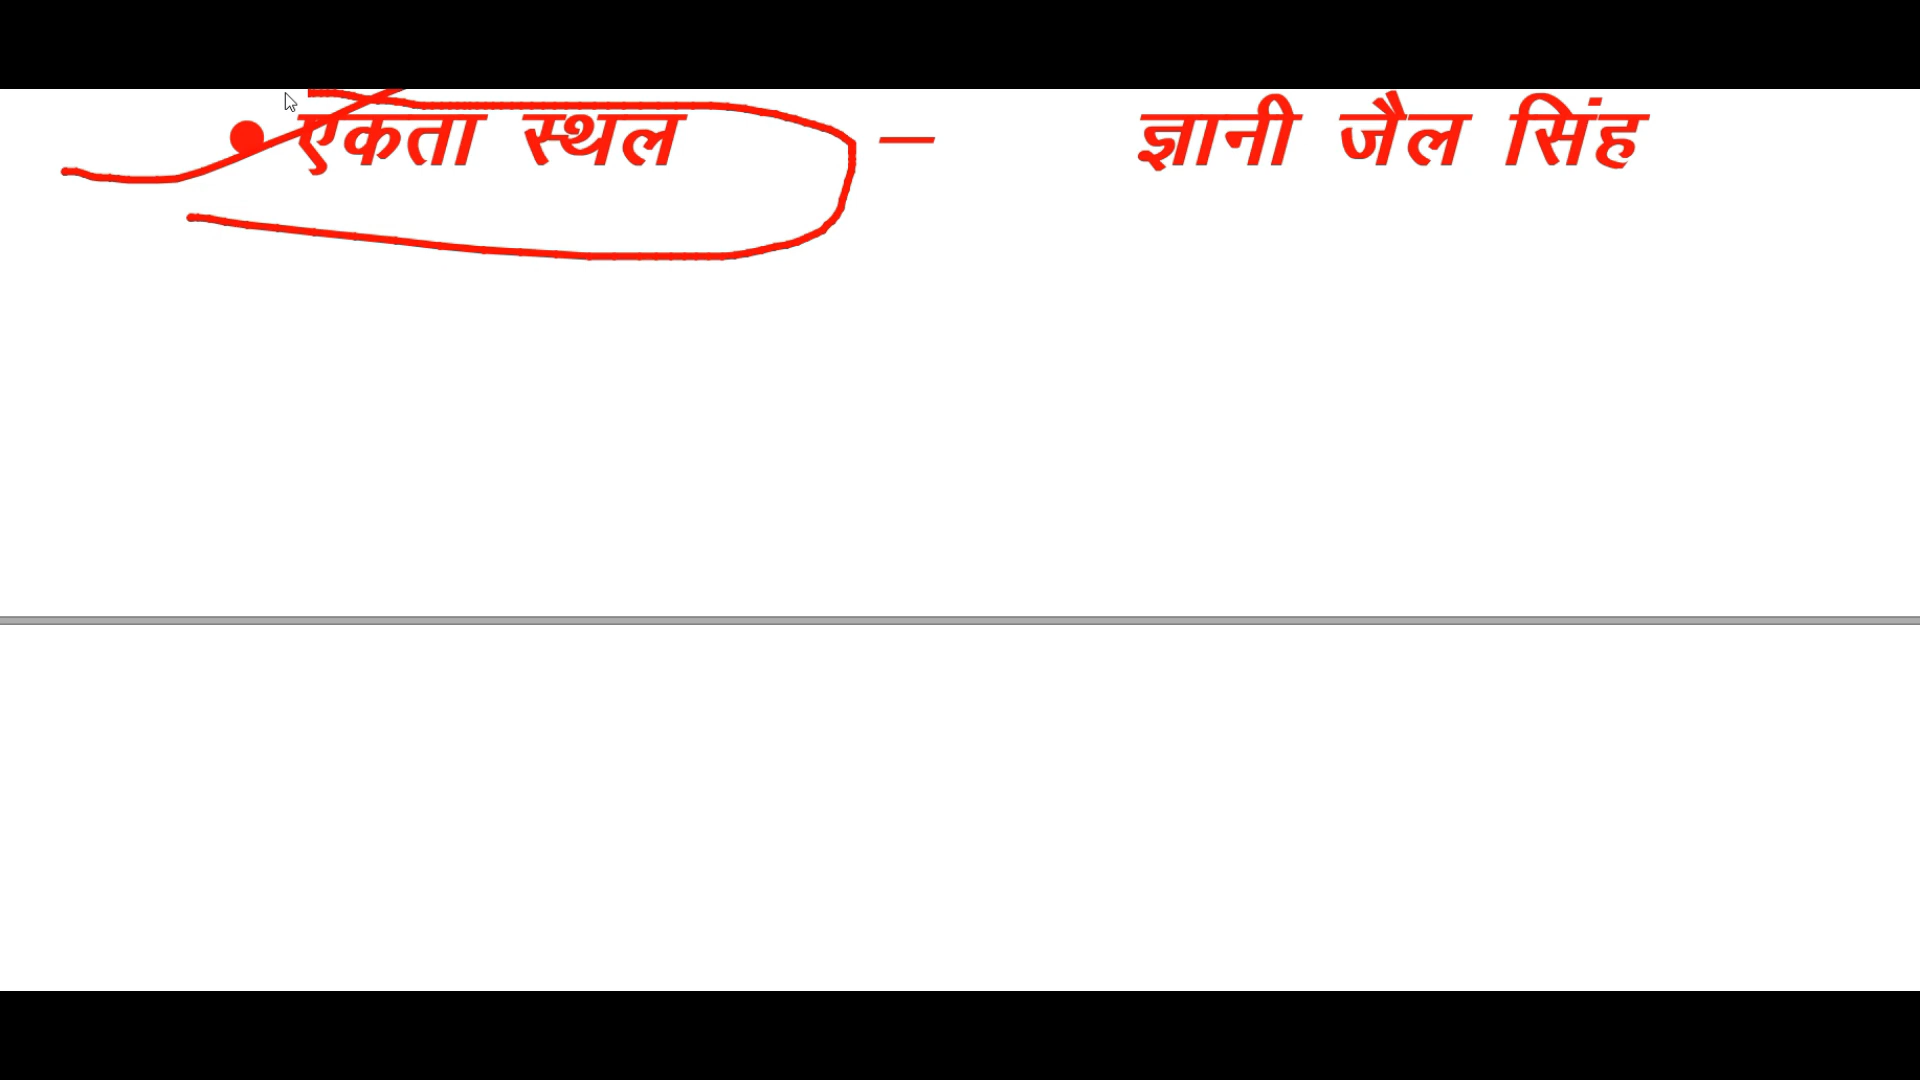 • एकता स्थल — ज्ञानी जैल सिंह